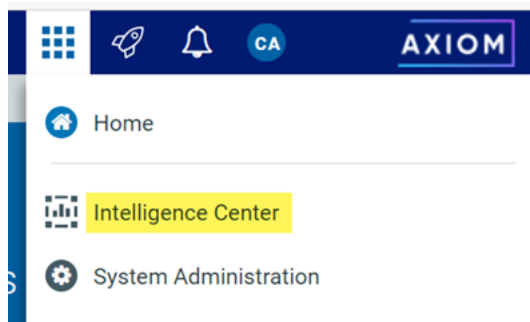 CA
AXIOM
Home
Intelligence Center
S
System Administration